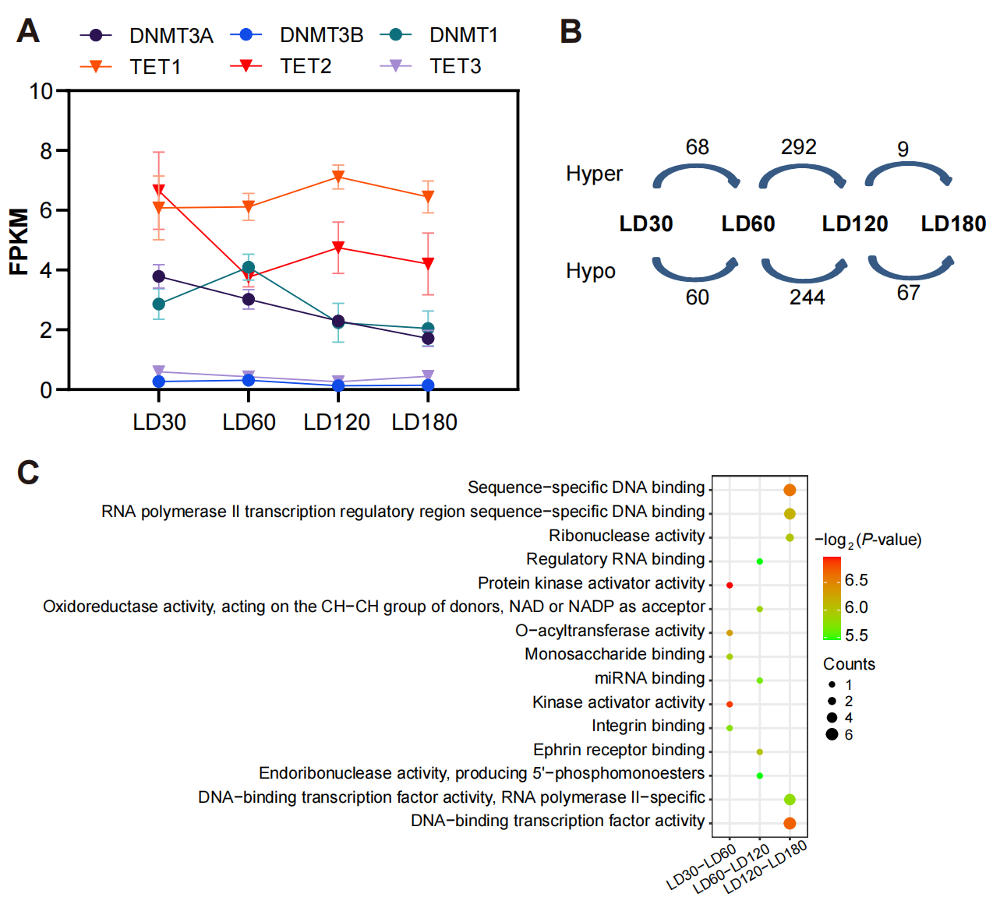 A
DNMT3A DNMT3B DNMT1
TET1 TET2 TET3
FPKM
10
8
6
4
2
0
LD30 LD60 LD120 LD180
B
68 292 9
Hyper
LD30 LD60 LD120 LD180
Hypo
60 244 67
C
Sequence−specific DNA binding
RNA polymerase II transcription regulatory region sequence−specific DNA binding
Ribonuclease activity
Regulatory RNA binding
Protein kinase activator activity
Oxidoreductase activity, acting on the CH−CH group of donors, NAD or NADP as acceptor
O−acyltransferase activity
Monosaccharide binding
miRNA binding
Kinase activator activity
Integrin binding
Ephrin receptor binding
Endoribonuclease activity, producing 5'−phosphomonoesters
DNA−binding transcription factor activity, RNA polymerase II−specific
DNA−binding transcription factor activity
LD30−LD60
LD60−LD120
LD120−LD180
−log2(P-value)
6.5
6.0
5.5
Counts
1
2
4
6